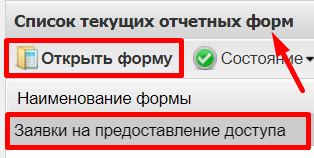 Список текущих отчетных форм
Открыть форму Состояние
Наименование формы
Заявки на предоставление доступа